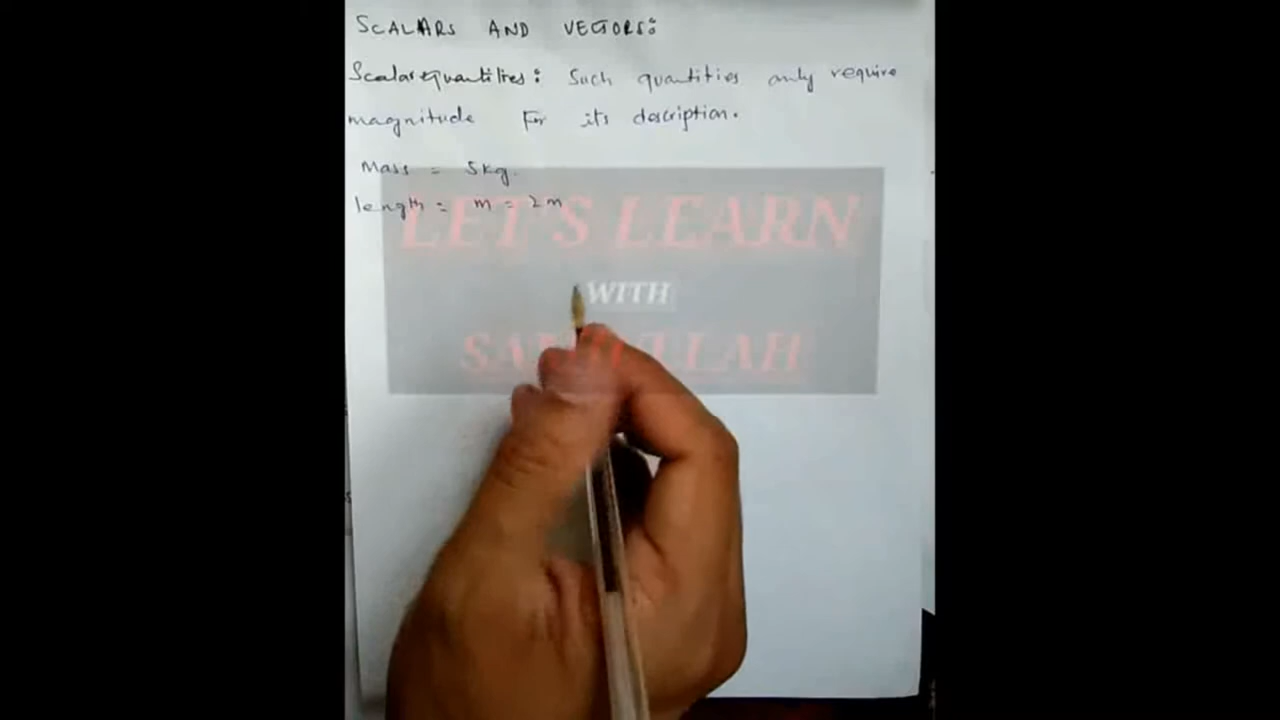 SCALARS AND VECTORS:
Scalar quantities: Such quantities only require
magnitude For its description.
Mass = 5kg.
length = m = 2m
LET'S LEARN
WITH